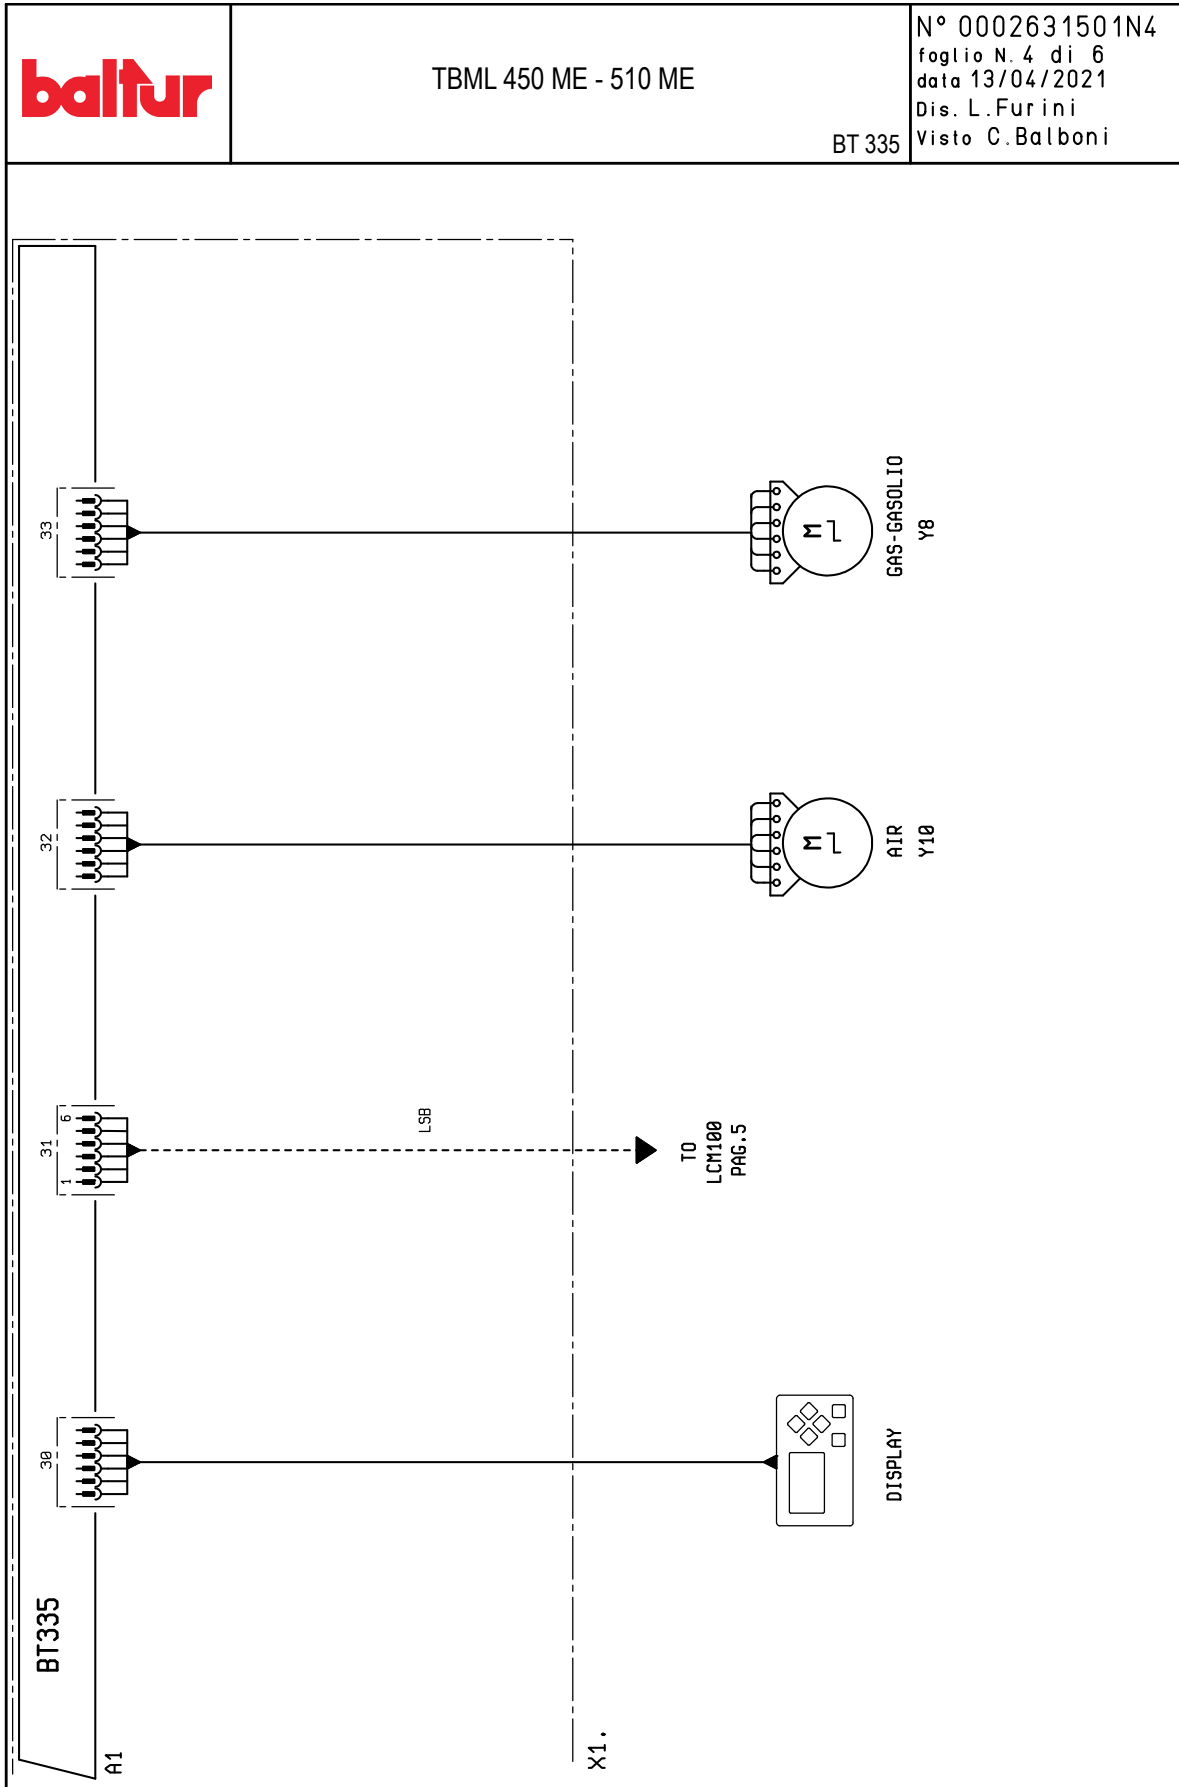 baltur
TBML 450 ME - 510 ME
BT 335
N° 0002631501N4
foglio N. 4 di 6
data 13/04/2021
Dis. L.Furini
Visto C.Balboni
33
GAS-GASOLIO
Y8
32
AIR
Y10
31
1
6
LSB
TO
LCM100
PAG.5
30
DISPLAY
BT335
A1
X1.
M
M